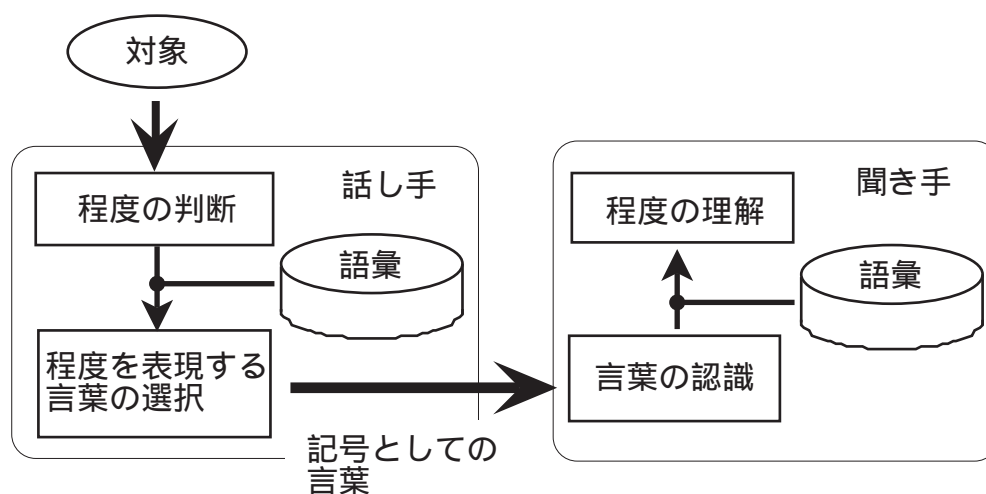 対象
話し手
程度の判断
語彙
程度を表現する
言葉の選択
記号としての
言葉
聞き手
程度の理解
語彙
言葉の認識